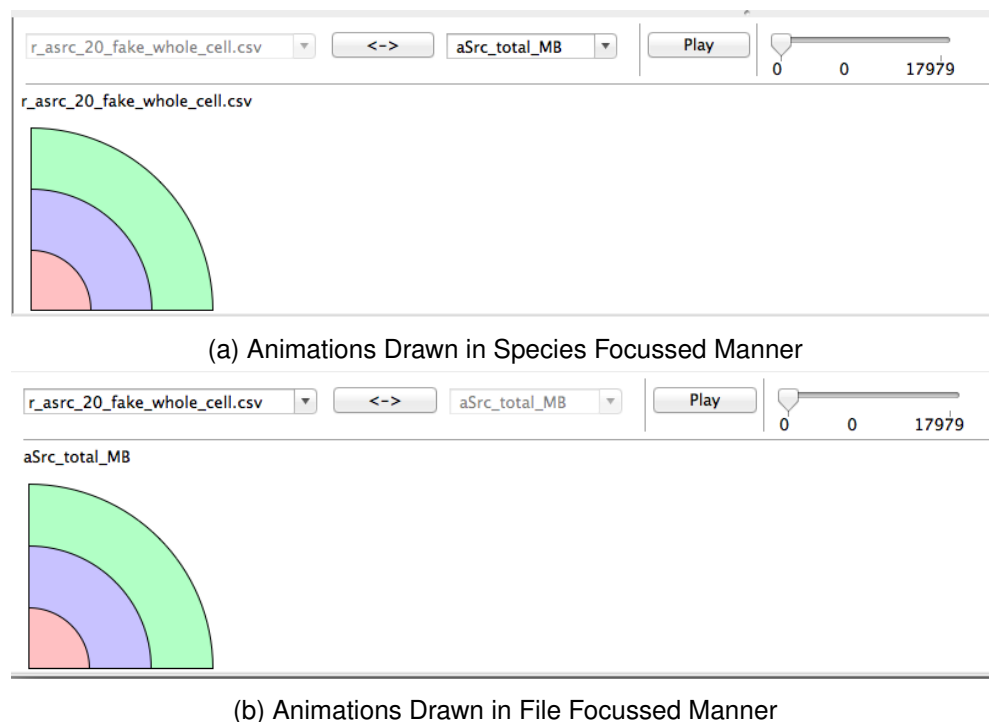 r_asrc_20_fake_whole_cell.csv <-> aSrc_total_MB Play
0 0 17979
r_asrc_20_fake_whole_cell.csv
(a) Animations Drawn in Species Focussed Manner
r_asrc_20_fake_whole_cell.csv <-> aSrc_total_MB Play
0 0 17979
aSrc_total_MB
(b) Animations Drawn in File Focussed Manner